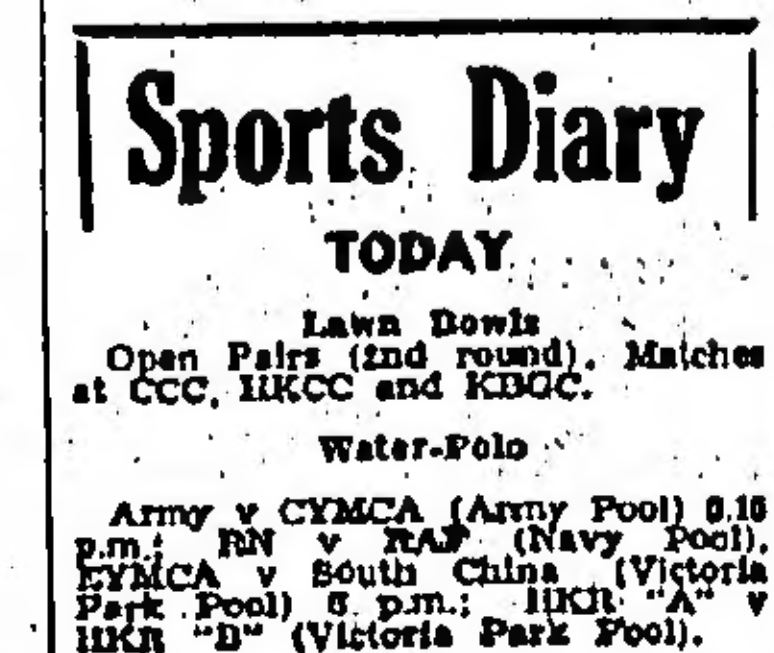 Sports Diary
TODAY
Lawn Bowls
Open Pairs (2nd round). Matches
at CCC, HKCC and KBGC.
Water-Polo
Army v CYMCA (Army Pool)
p.m.; RN v RAF (Navy Pool).
EYMCA v South China (Victoria
Park Pool) p.m.; HKR "A" v
HKR "B" (Victoria Park Pool).